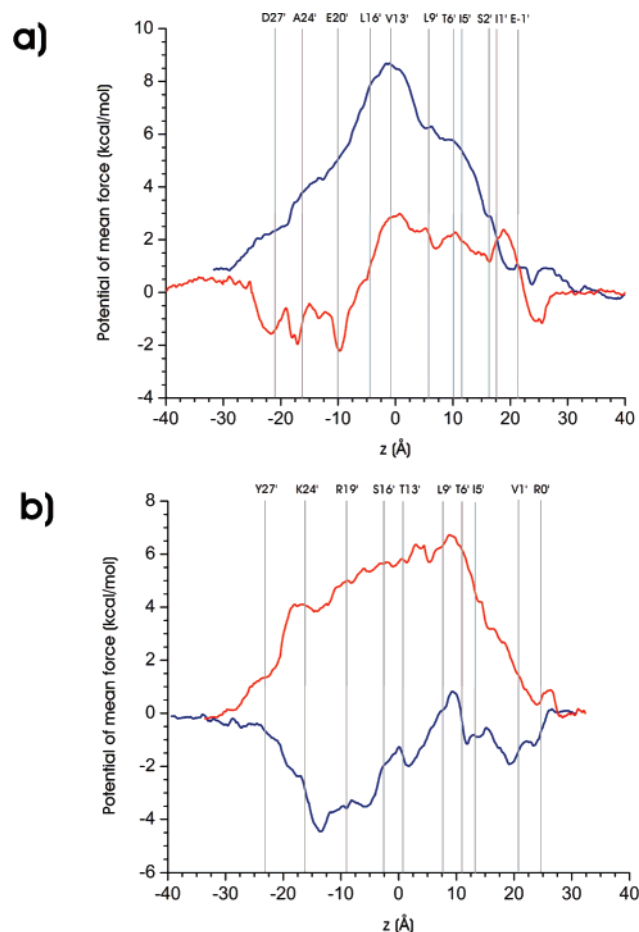 a)
D27' A24' E20' L16' V13' L9' T6' I5' S2' I1' E-1'
10
8
6
4
2
0
-2
-4
Potential of mean force (kcal/mol)
-40 -30 -20 -10 0 10 20 30 40
z (Å)
b)
Y27' K24' R19' S16' T13' L9' T6' I5' V1' R0'
8
6
4
2
0
-2
-4
-6
Potential of mean force (kcal/mol)
-40 -30 -20 -10 0 10 20 30 40
z (Å)